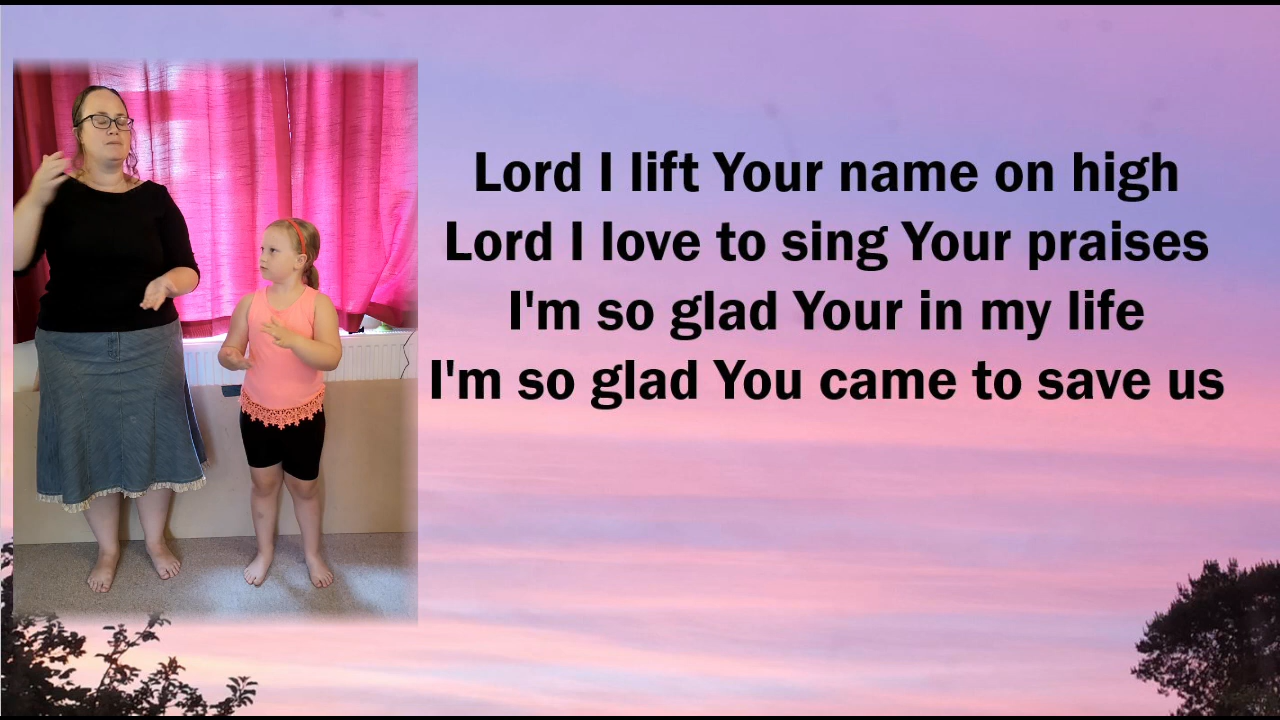 Lord I lift Your name on high
Lord I love to sing Your praises
I'm so glad Your in my life
I'm so glad You came to save us